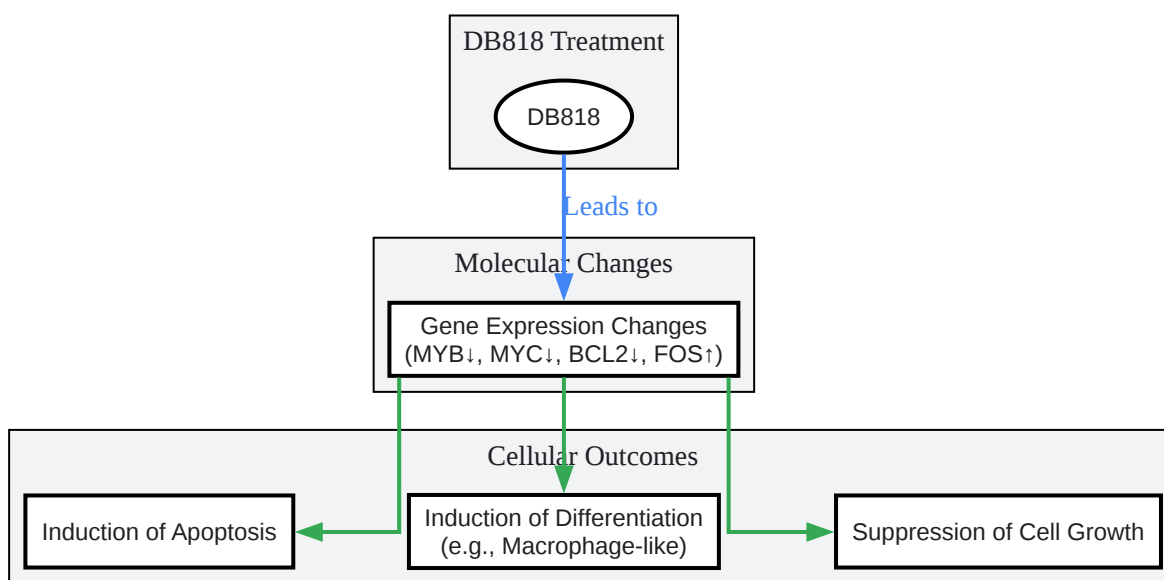 DB818 Treatment
DB818
Leads to
Molecular Changes
Gene Expression Changes
(MYB↓, MYC↓, BCL2↓, FOS↑)
Cellular Outcomes
Induction of Apoptosis
Induction of Differentiation
(e.g., Macrophage-like)
Suppression of Cell Growth